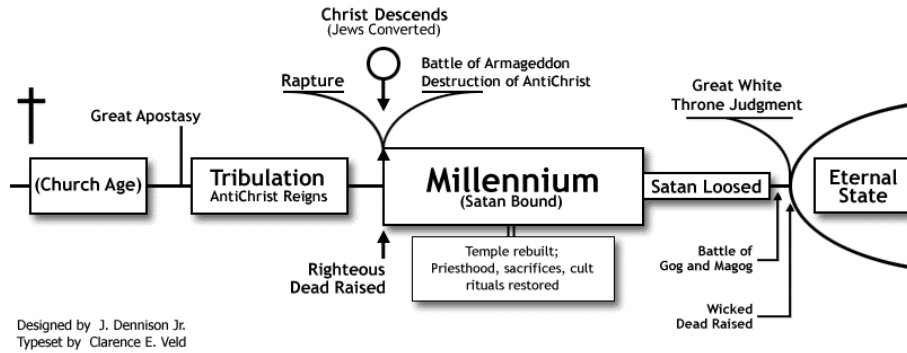 Christ Descends
(Jews Converted)
Rapture
Battle of Armageddon
Destruction of AntiChrist
Great White
Throne Judgment
Great Apostasy
(Church Age)
Tribulation
AntiChrist Reigns
Millennium
(Satan Bound)
Satan Loosed
Eternal
State
Righteous
Dead Raised
Temple rebuilt;
Priesthood, sacrifices, cult
rituals restored
Battle of
Gog and Magog
Wicked
Dead Raised
Designed by J. Dennison Jr.
Typeset by Clarence E. Veld